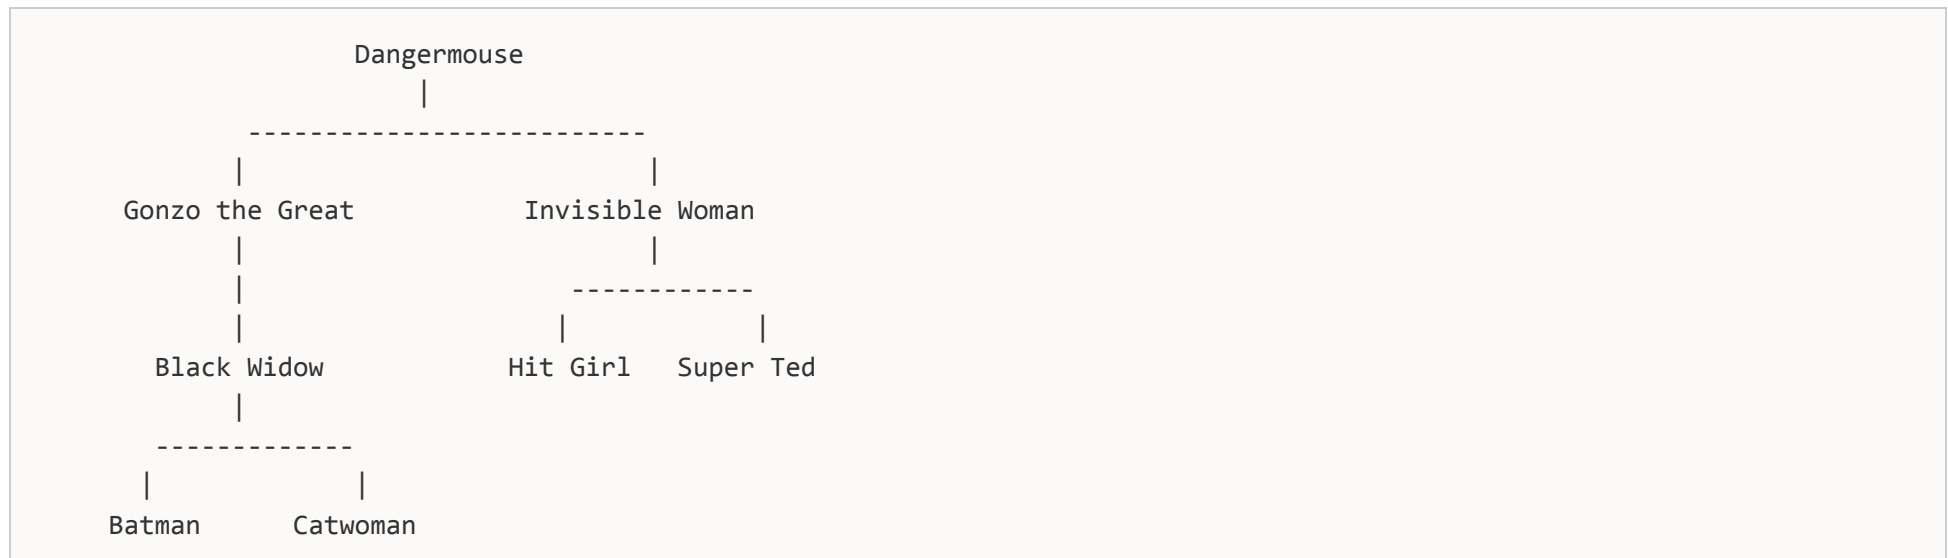 Dangermouse
|
--------------------------
| |
Gonzo the Great Invisible Woman
| |
| ------------
| | |
Black Widow Hit Girl Super Ted
|
-------------
| |
Batman Catwoman